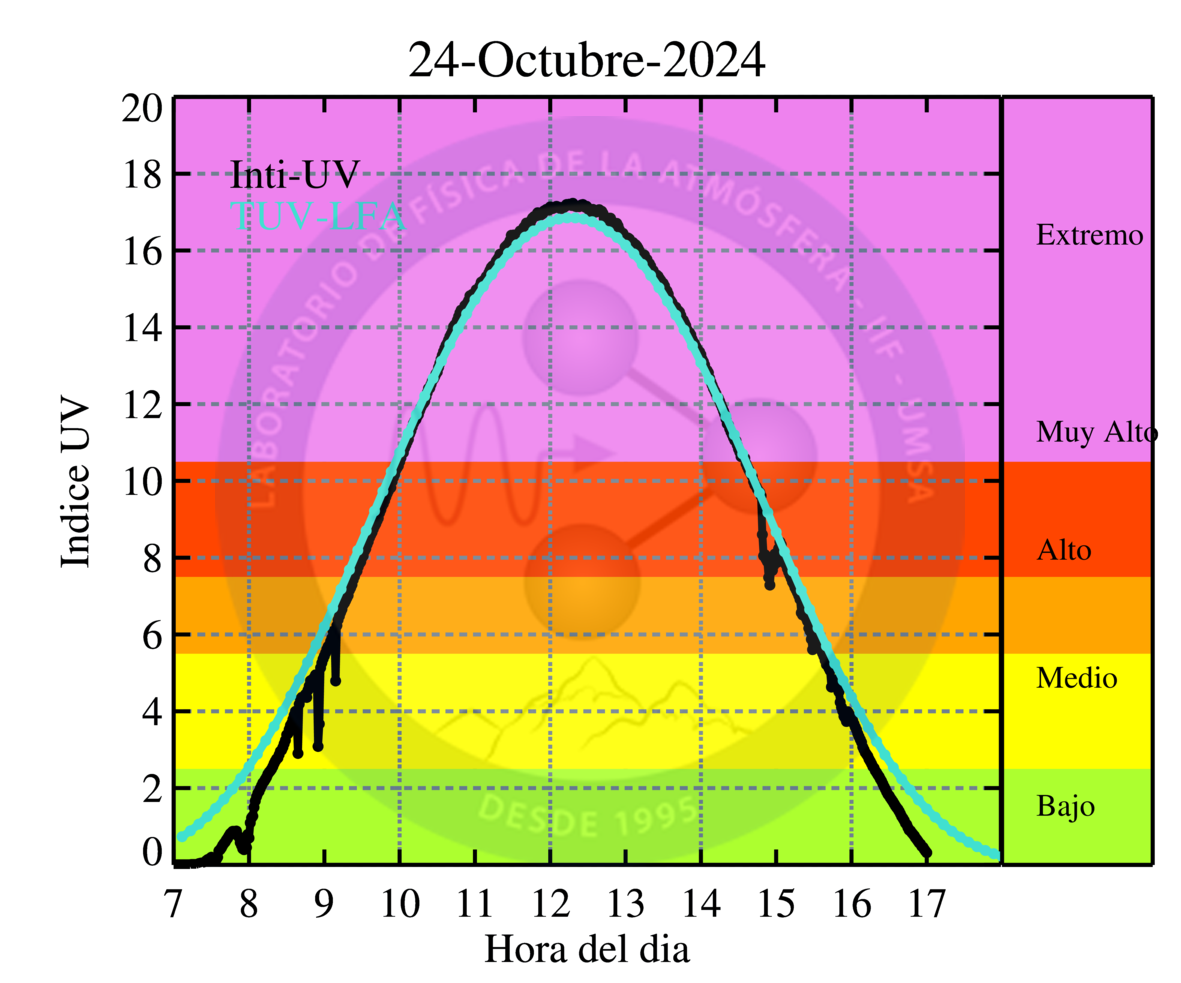 24-Octubre-2024
Inti-UV
TUV-LFA
LABORATORIO DE FÍSICA DE LA ATMÓSFERA - IIF - UMSA
DESDE 1995
Indice UV
20
18
16
14
12
10
8
6
4
2
0
Extremo
Muy Alto
Alto
Medio
Bajo
7 8 9 10 11 12 13 14 15 16 17
Hora del dia